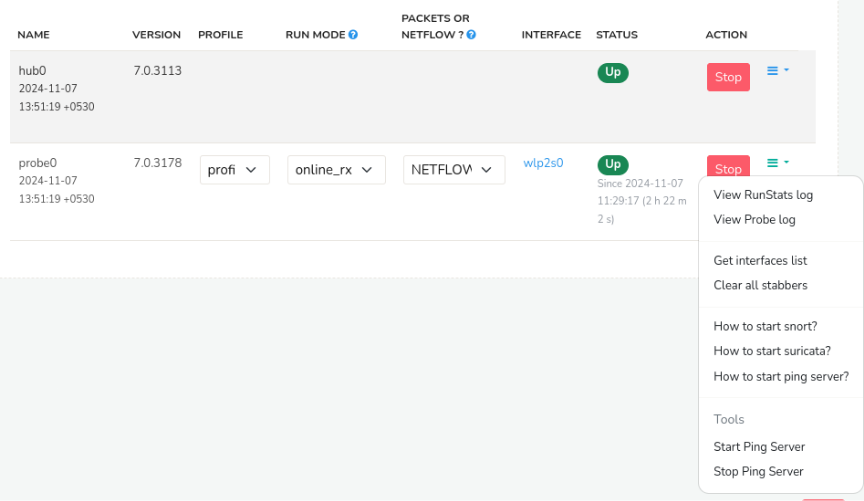 PACKETS OR
NAME VERSION PROFILE RUN MODE ? NETFLOW ? ? INTERFACE STATUS ACTION
hub0 7.0.3113 Up Stop
2024-11-07
13:51:19 +0530
probe0 7.0.3178 profi online_rx NETFLOW wlp2s0 Up Stop
2024-11-07 Since 2024-11-07
13:51:19 +0530 11:29:17 (2 h 22 m
2 s)
View RunStats log
View Probe log
Get interfaces list
Clear all stabbers
How to start snort?
How to start suricata?
How to start ping server?
Tools
Start Ping Server
Stop Ping Server